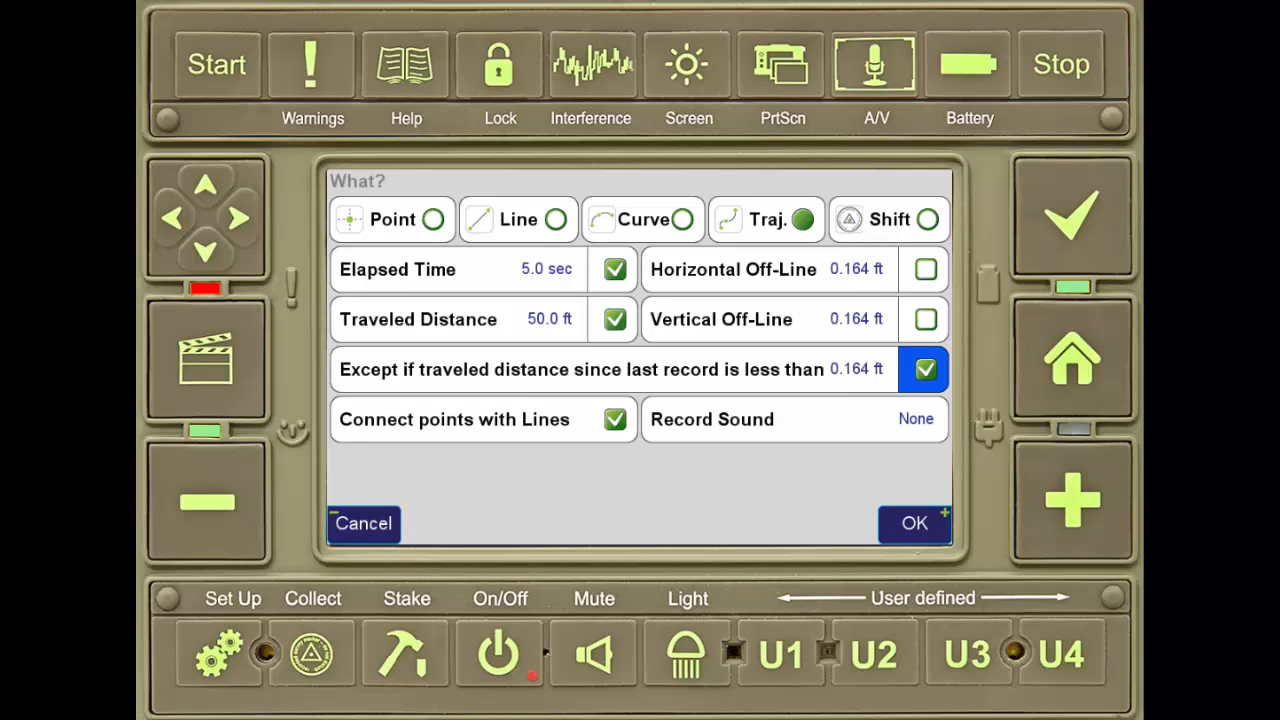 Start
Stop
Warnings Help Lock Interference Screen PrtScn A/V Battery
What?
Point Line Curve Traj. Shift
Elapsed Time 5.0 sec Horizontal Off-Line 0.164 ft
Traveled Distance 50.0 ft Vertical Off-Line 0.164 ft
Except if traveled distance since last record is less than 0.164 ft
Connect points with Lines Record Sound None
Cancel OK
Set Up Collect Stake On/Off Mute Light User defined
U1 U2 U3 U4